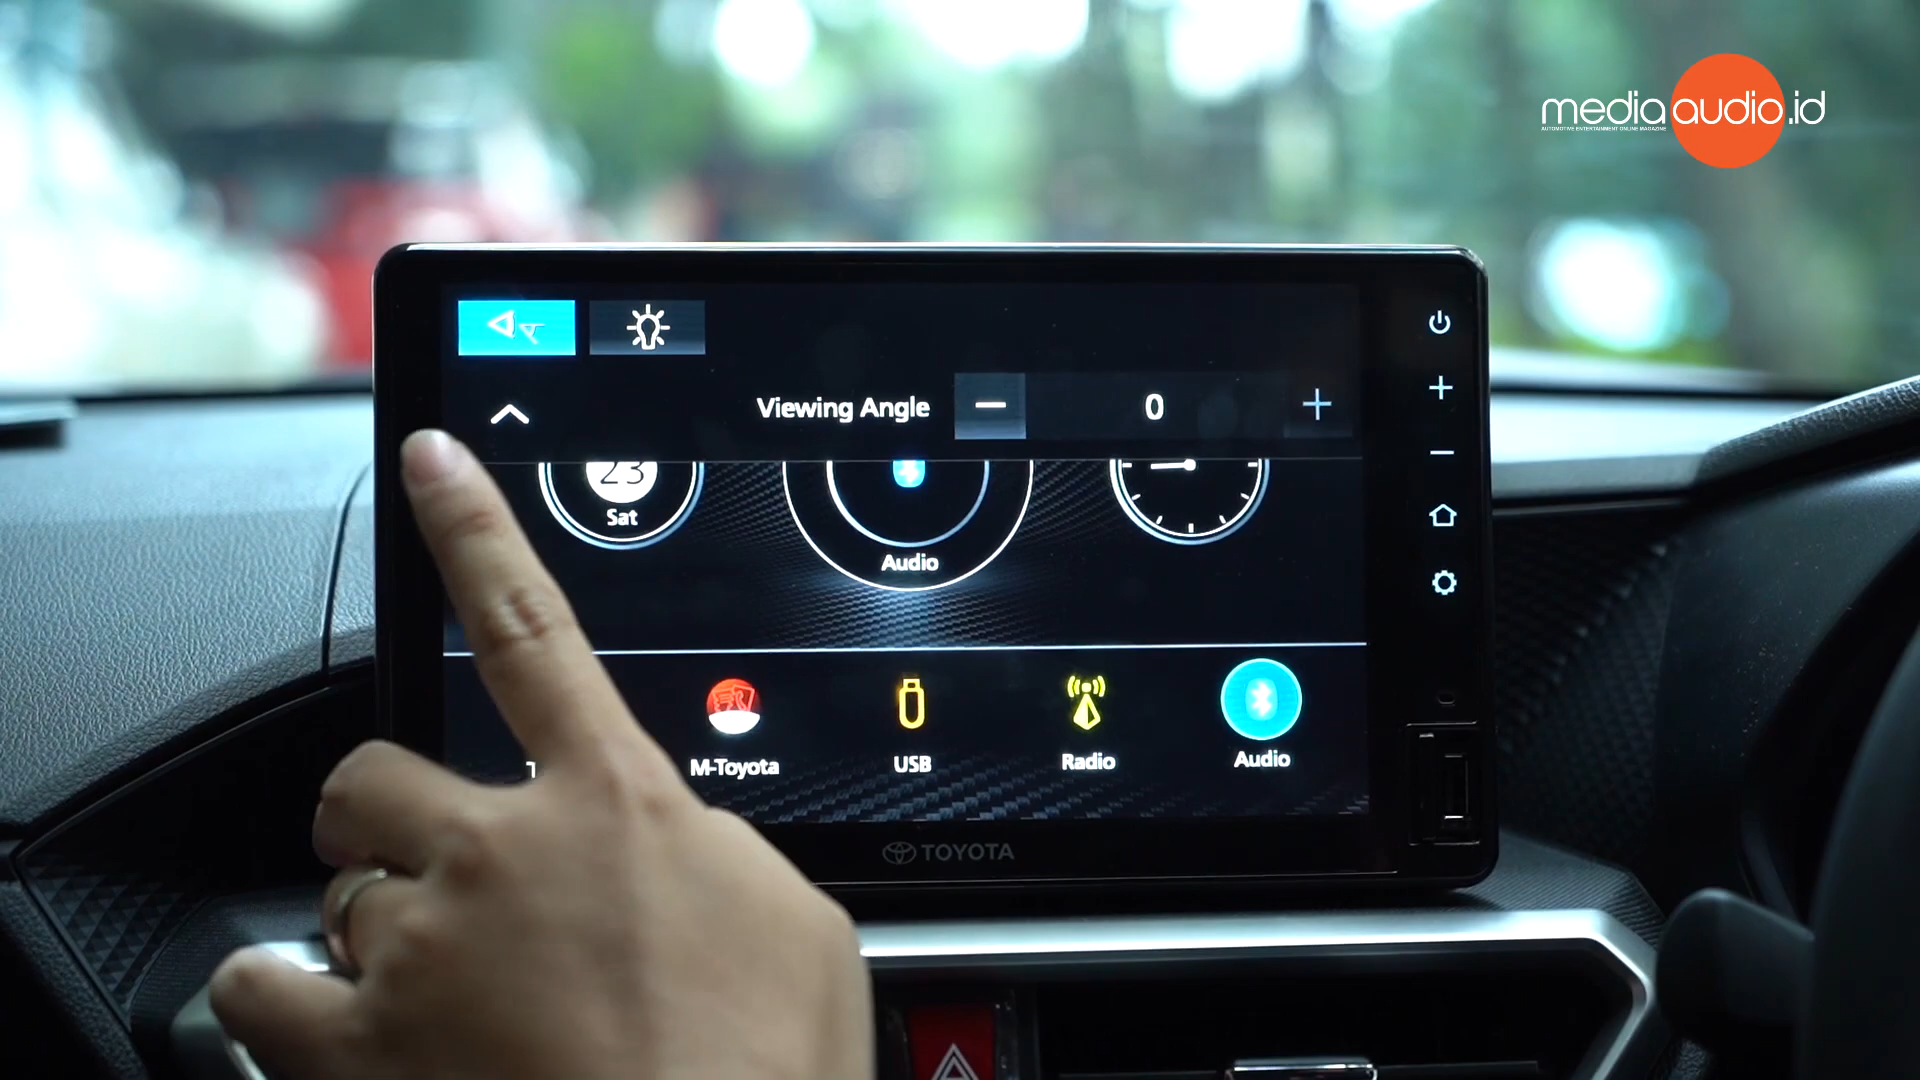 mediaaudio.id
AUTOMOTIVE ENTERTAINMENT ONLINE MAGAZINE
Viewing Angle
0
23
Sat
Audio
M-Toyota
USB
Radio
Audio
TOYOTA